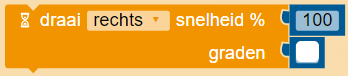 draai rechts snelheid % 100
graden